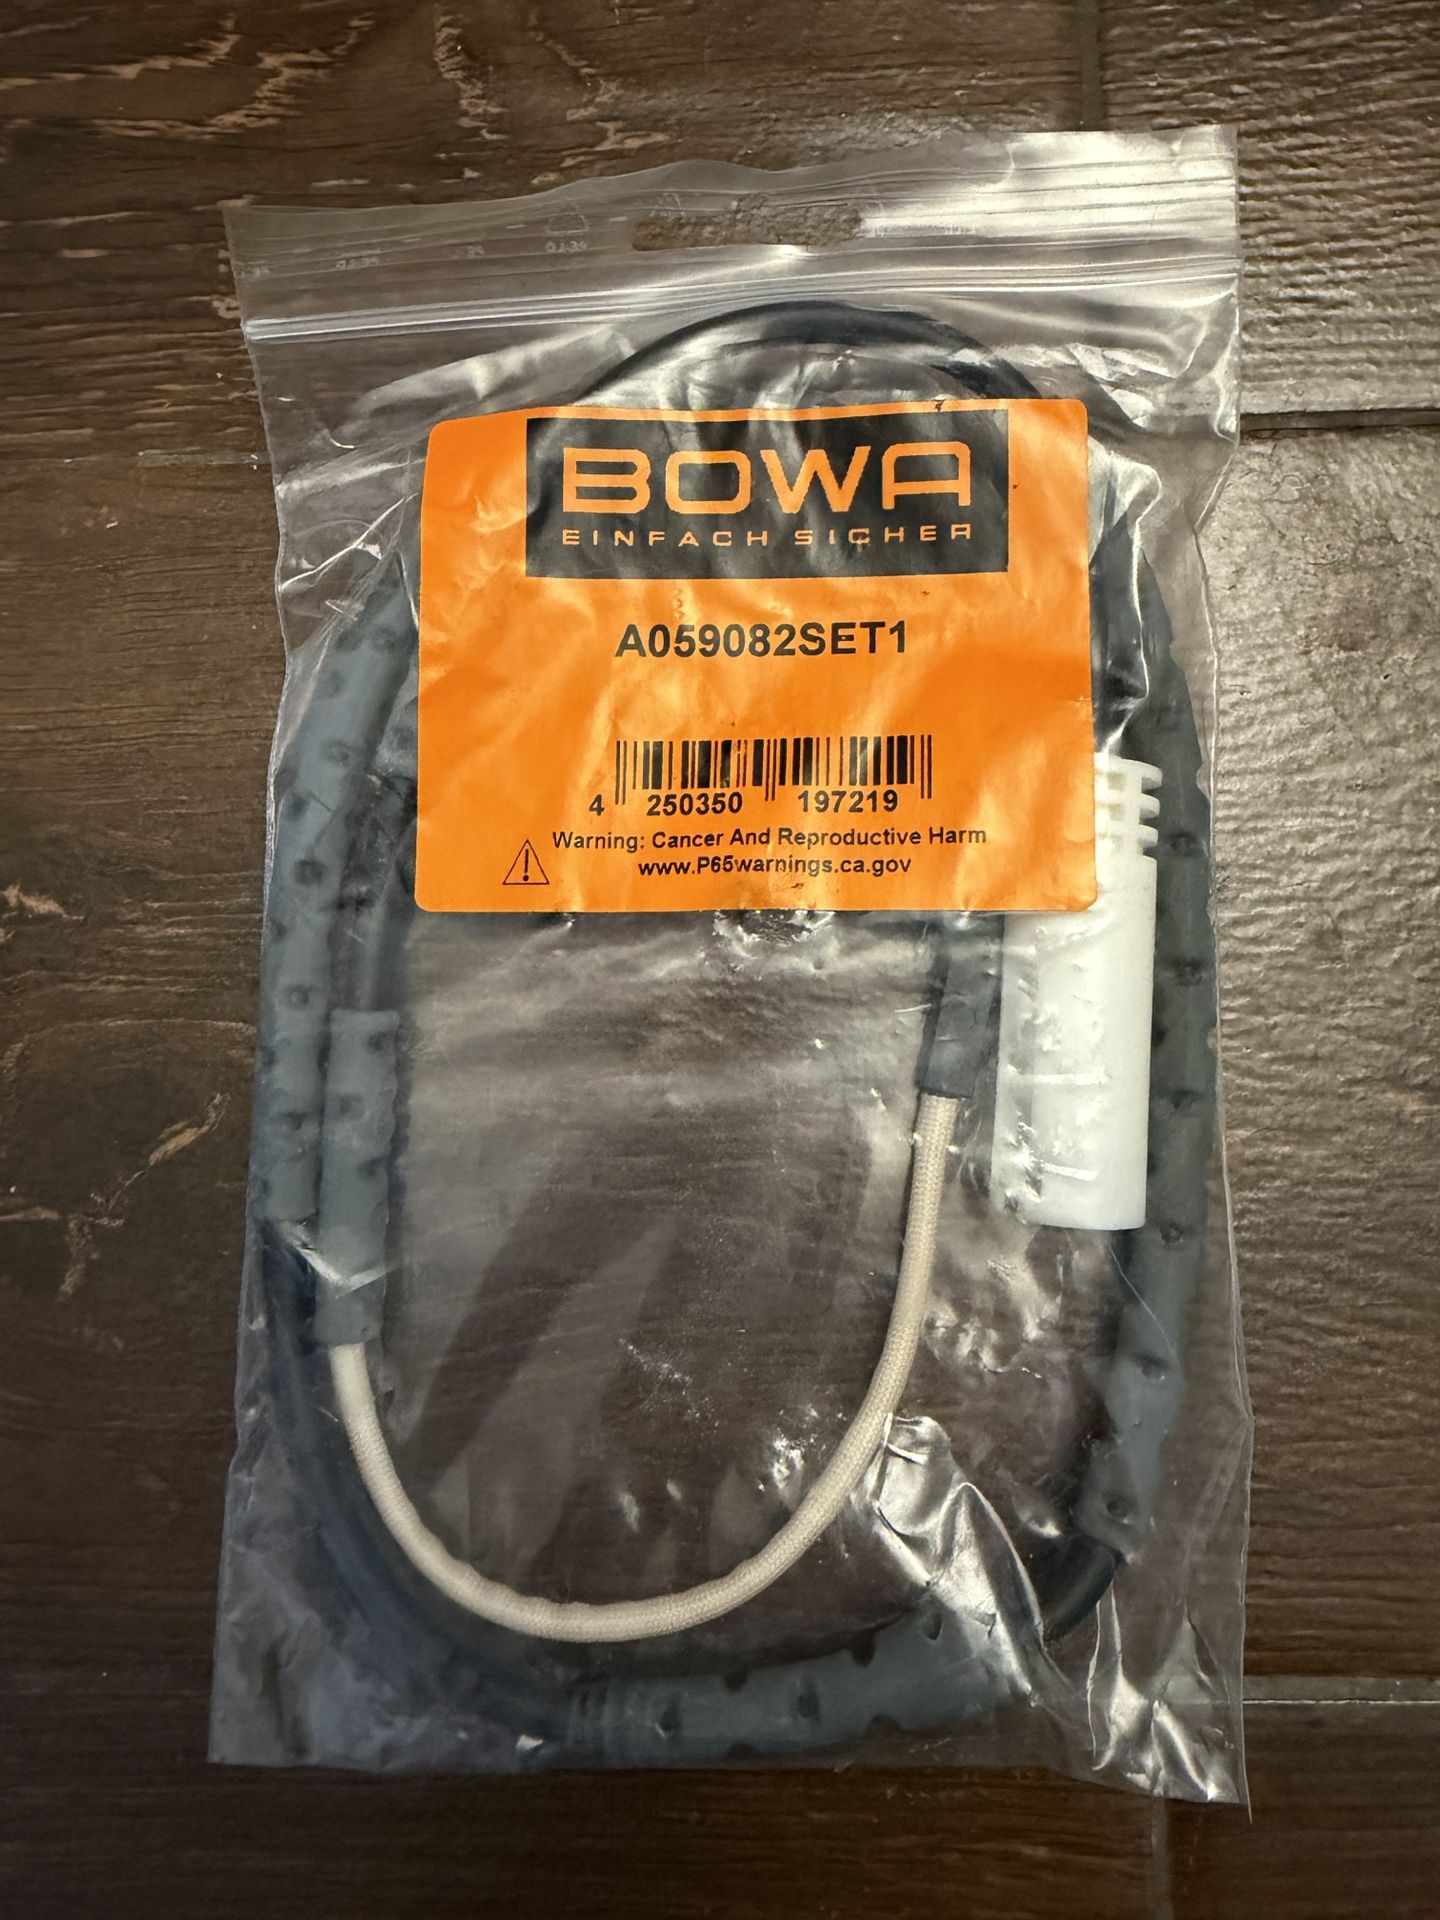 BOWA
EINFACH SICHER
A059082SET1
4 250350 197219
Warning: Cancer And Reproductive Harm
www.P65warnings.ca.gov